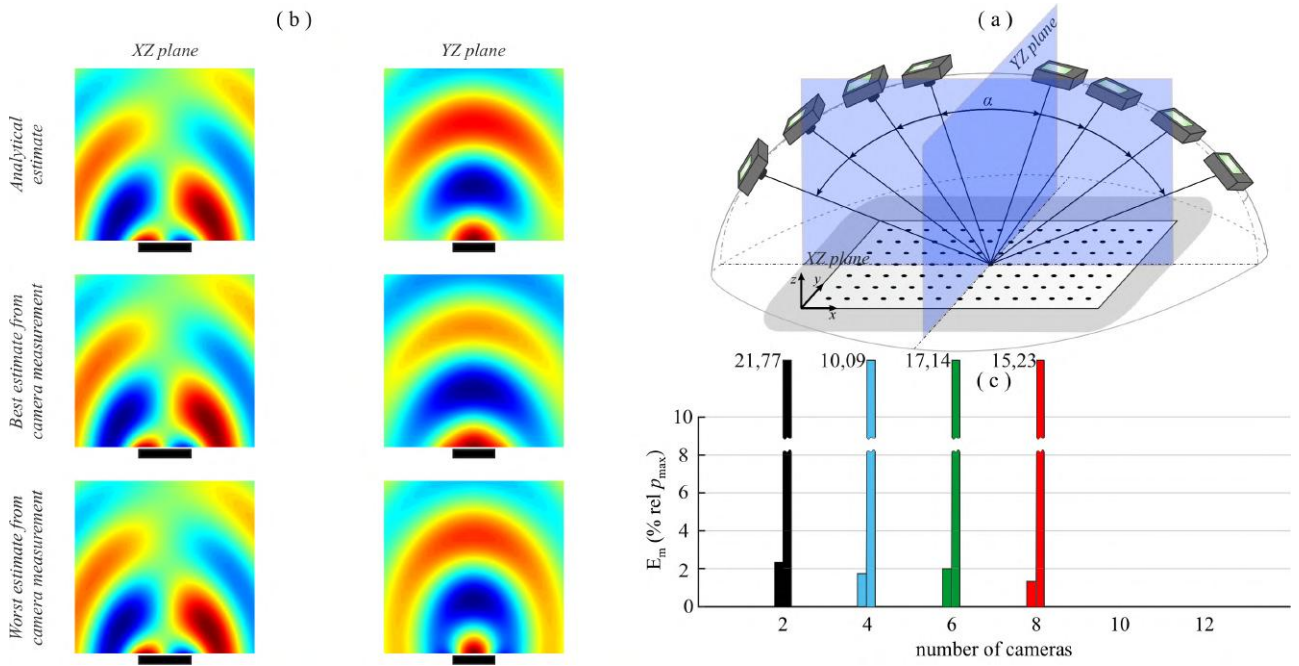 ( b )
XZ plane
YZ plane
Analytical
estimate
Best estimate from
camera measurement
Worst estimate from
camera measurement
( a )
YZ plane
α
XZ plane
z
y
x
21,77
10,09
17,14
15,23
( c )
10
8
6
4
2
0
E_m (% rel p_max)
2
4
6
8
10
12
number of cameras